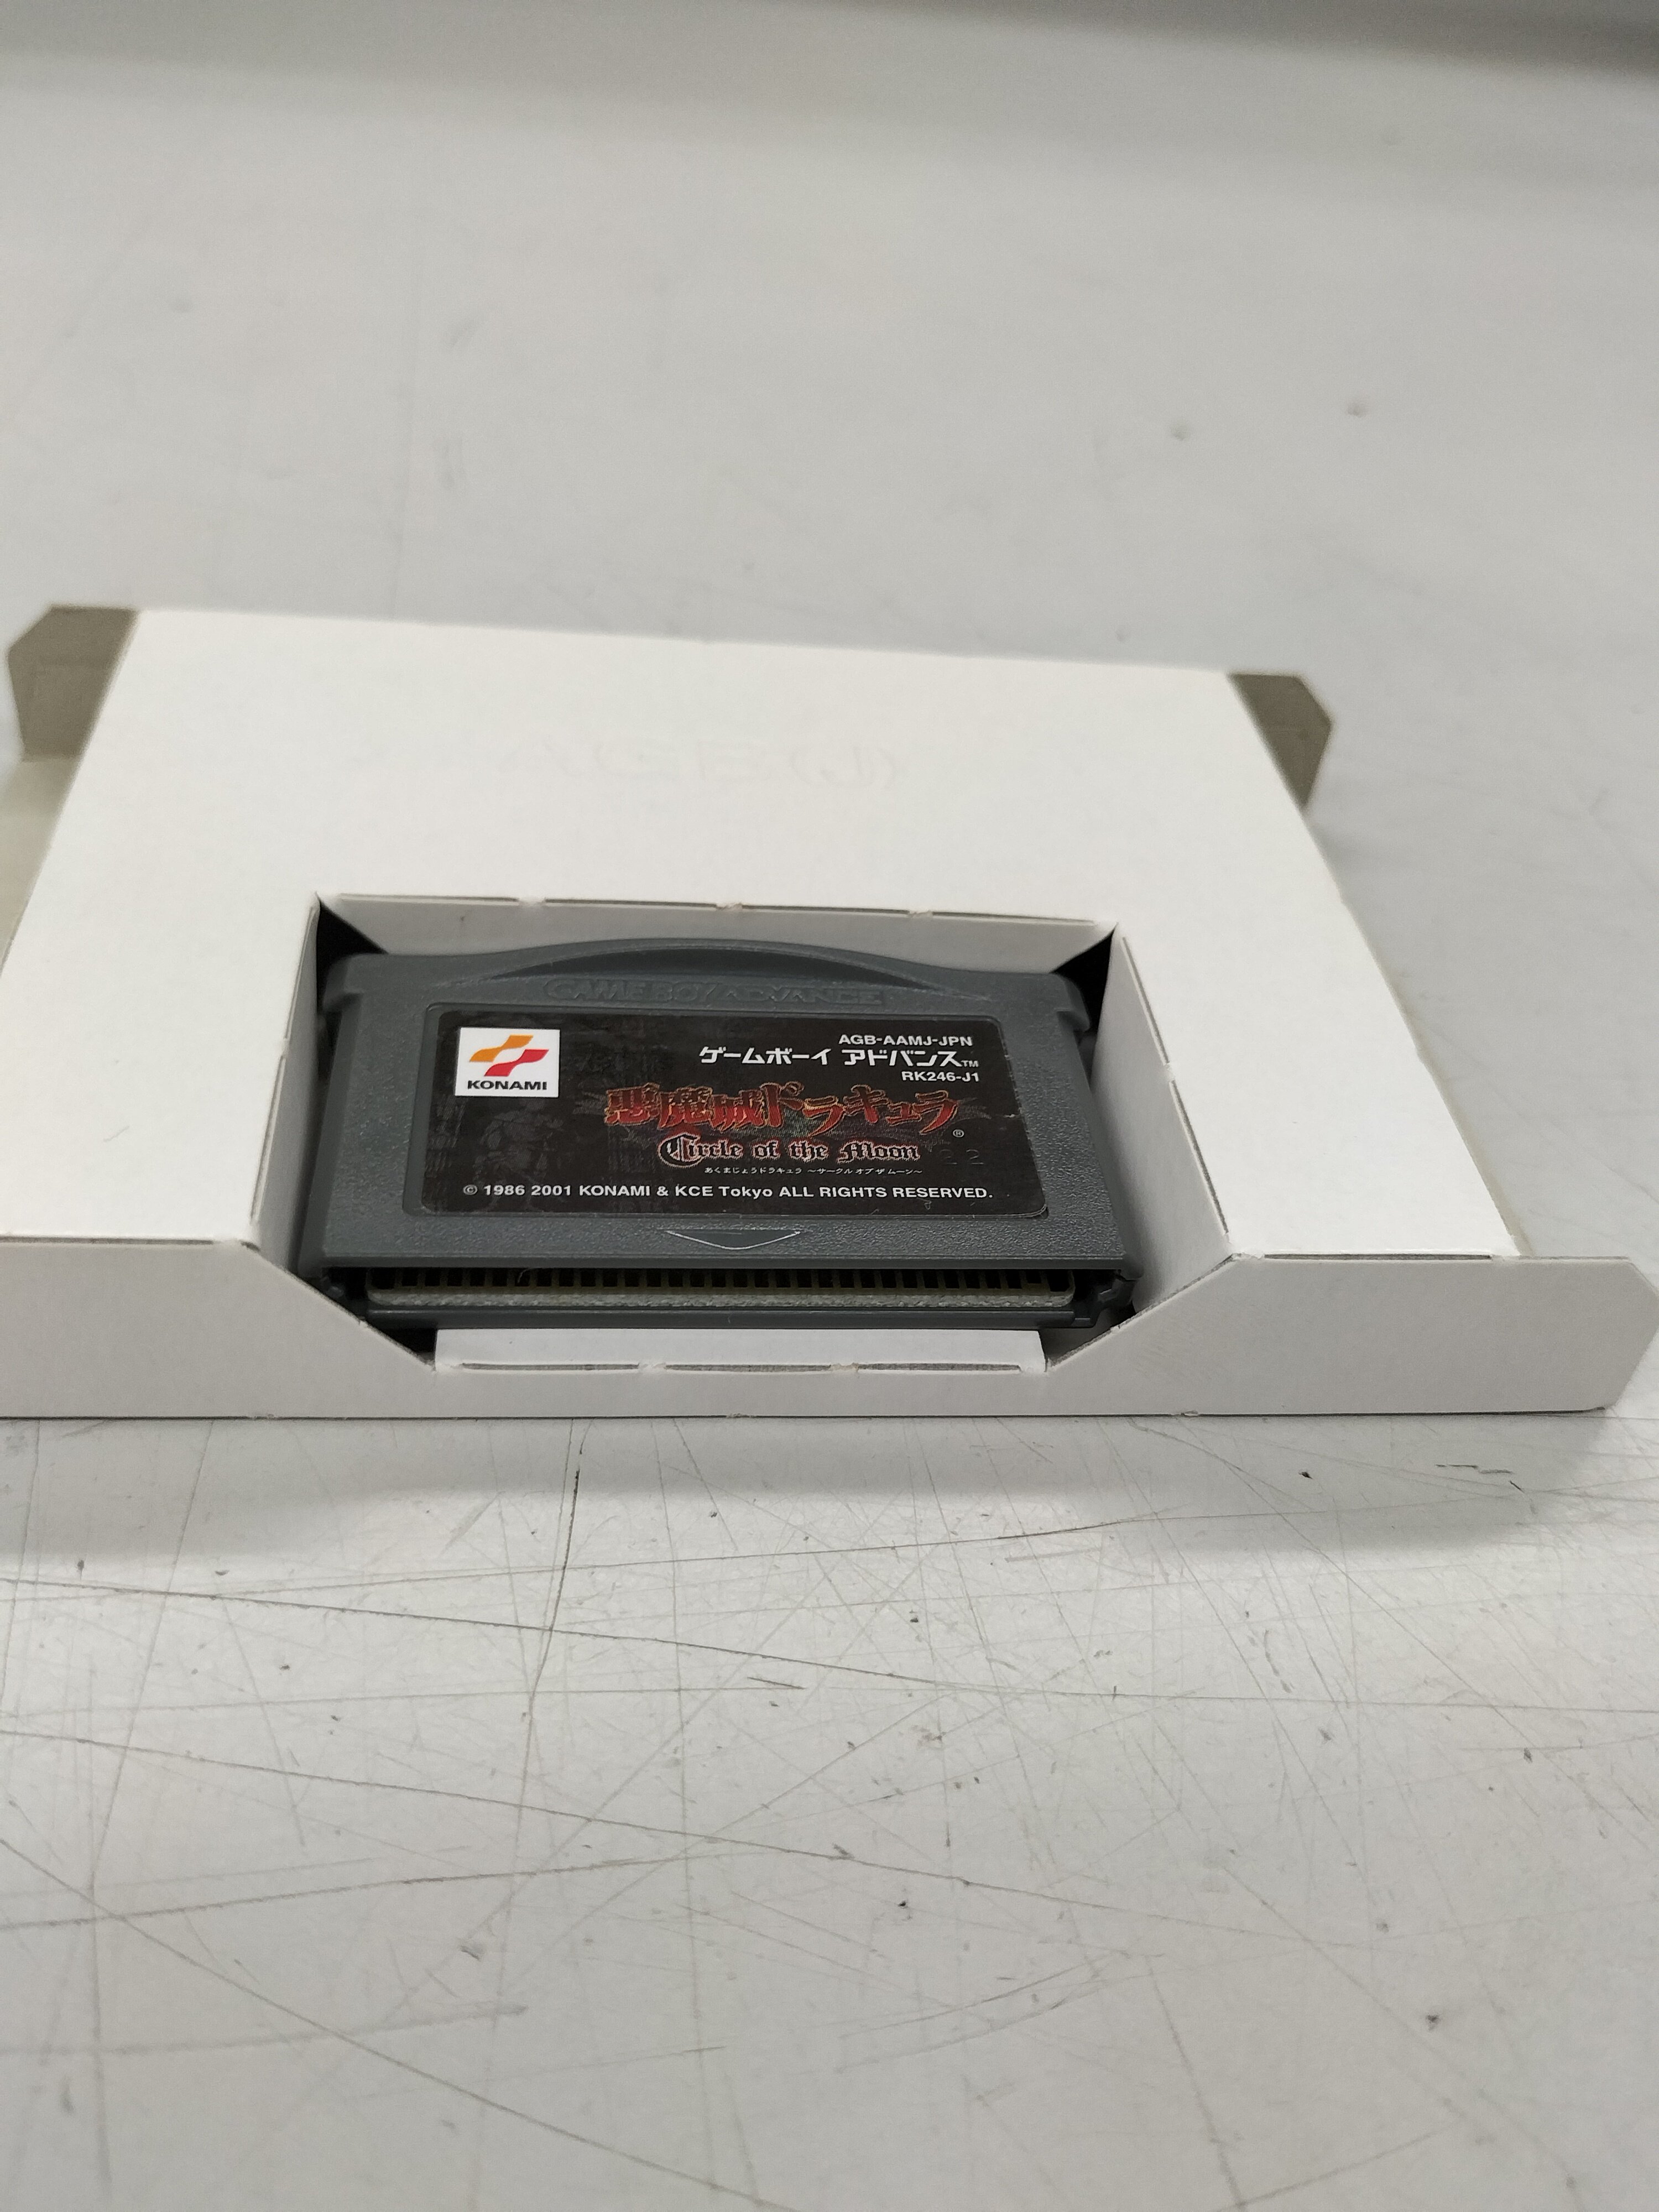 GAME BOY ADVANCE
KONAMI
AGB-AAMJ-JPN
ゲームボーイ アドバンス™
RK246-J1
悪魔城ドラキュラ®
Circle of the Moon
あくまじょうドラキュラ ～サークル オブ ザ ムーン～
© 1986 2001 KONAMI & KCE Tokyo ALL RIGHTS RESERVED.